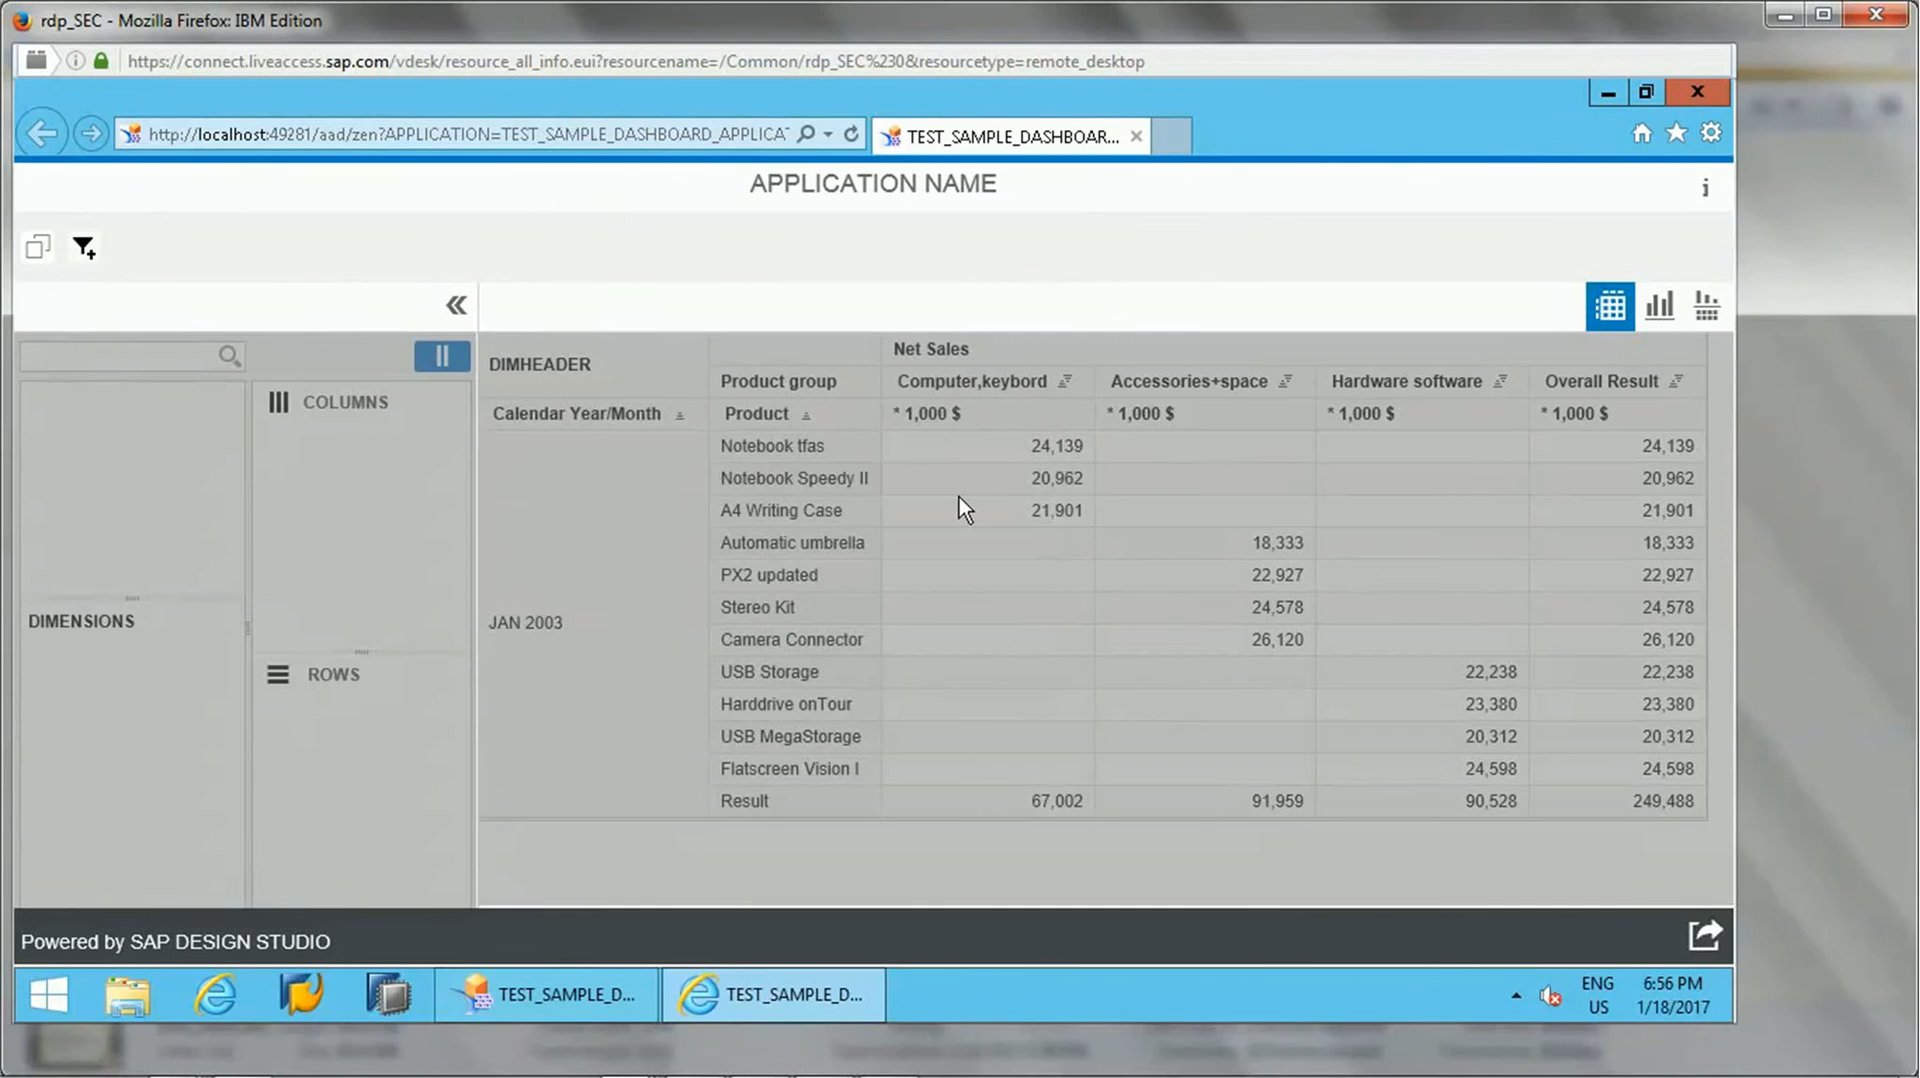 rdp_SEC - Mozilla Firefox: IBM Edition
https://connect.liveaccess.sap.com/vdesk/resource_all_info.eui?resourcename=/Common/rdp_SEC%230&resourcetype=remote_desktop
http://localhost:49281/aad/zen?APPLICATION=TEST_SAMPLE_DASHBOARD_APPLICAT
TEST_SAMPLE_DASHBOAR...
APPLICATION NAME
DIMENSIONS
COLUMNS
ROWS
DIMHEADER Net Sales
Product group Computer,keybord Accessories+space Hardware software Overall Result
Calendar Year/Month Product * 1,000 $ * 1,000 $ * 1,000 $ * 1,000 $
JAN 2003
Notebook tfas 24,139 24,139
Notebook Speedy II 20,962 20,962
A4 Writing Case 21,901 21,901
Automatic umbrella 18,333 18,333
PX2 updated 22,927 22,927
Stereo Kit 24,578 24,578
Camera Connector 26,120 26,120
USB Storage 22,238 22,238
Harddrive onTour 23,380 23,380
USB MegaStorage 20,312 20,312
Flatscreen Vision I 24,598 24,598
Result 67,002 91,959 90,528 249,488
Powered by SAP DESIGN STUDIO
TEST_SAMPLE_D...
TEST_SAMPLE_D...
ENG
US
6:56 PM
1/18/2017